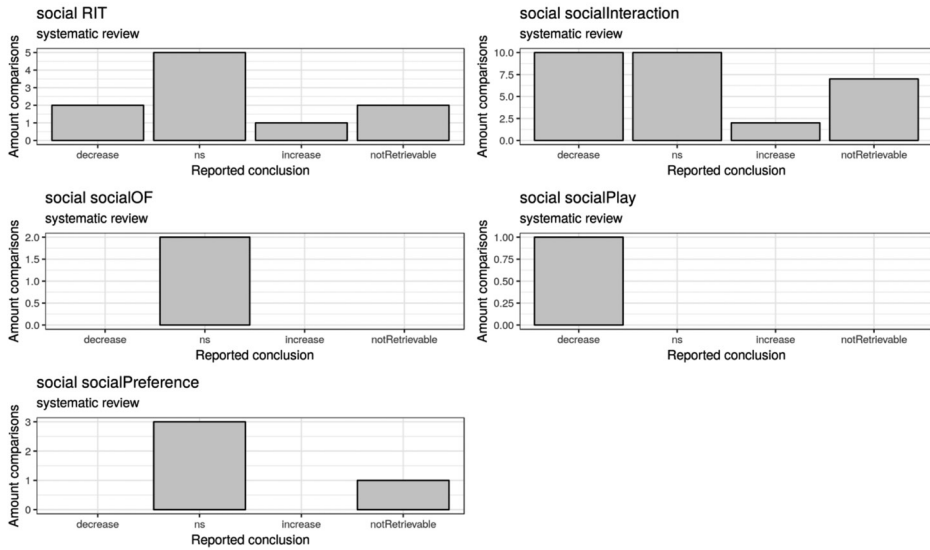 social RIT
systematic review
Amount comparisons
5
4
3
2
1
0
decrease ns increase notRetrievable
Reported conclusion
social socialInteraction
systematic review
Amount comparisons
10.0
7.5
5.0
2.5
0.0
decrease ns increase notRetrievable
Reported conclusion
social socialOF
systematic review
Amount comparisons
2.0
1.5
1.0
0.5
0.0
decrease ns increase notRetrievable
Reported conclusion
social socialPlay
systematic review
Amount comparisons
1.00
0.75
0.50
0.25
0.00
decrease ns increase notRetrievable
Reported conclusion
social socialPreference
systematic review
Amount comparisons
3
2
1
0
decrease ns increase notRetrievable
Reported conclusion